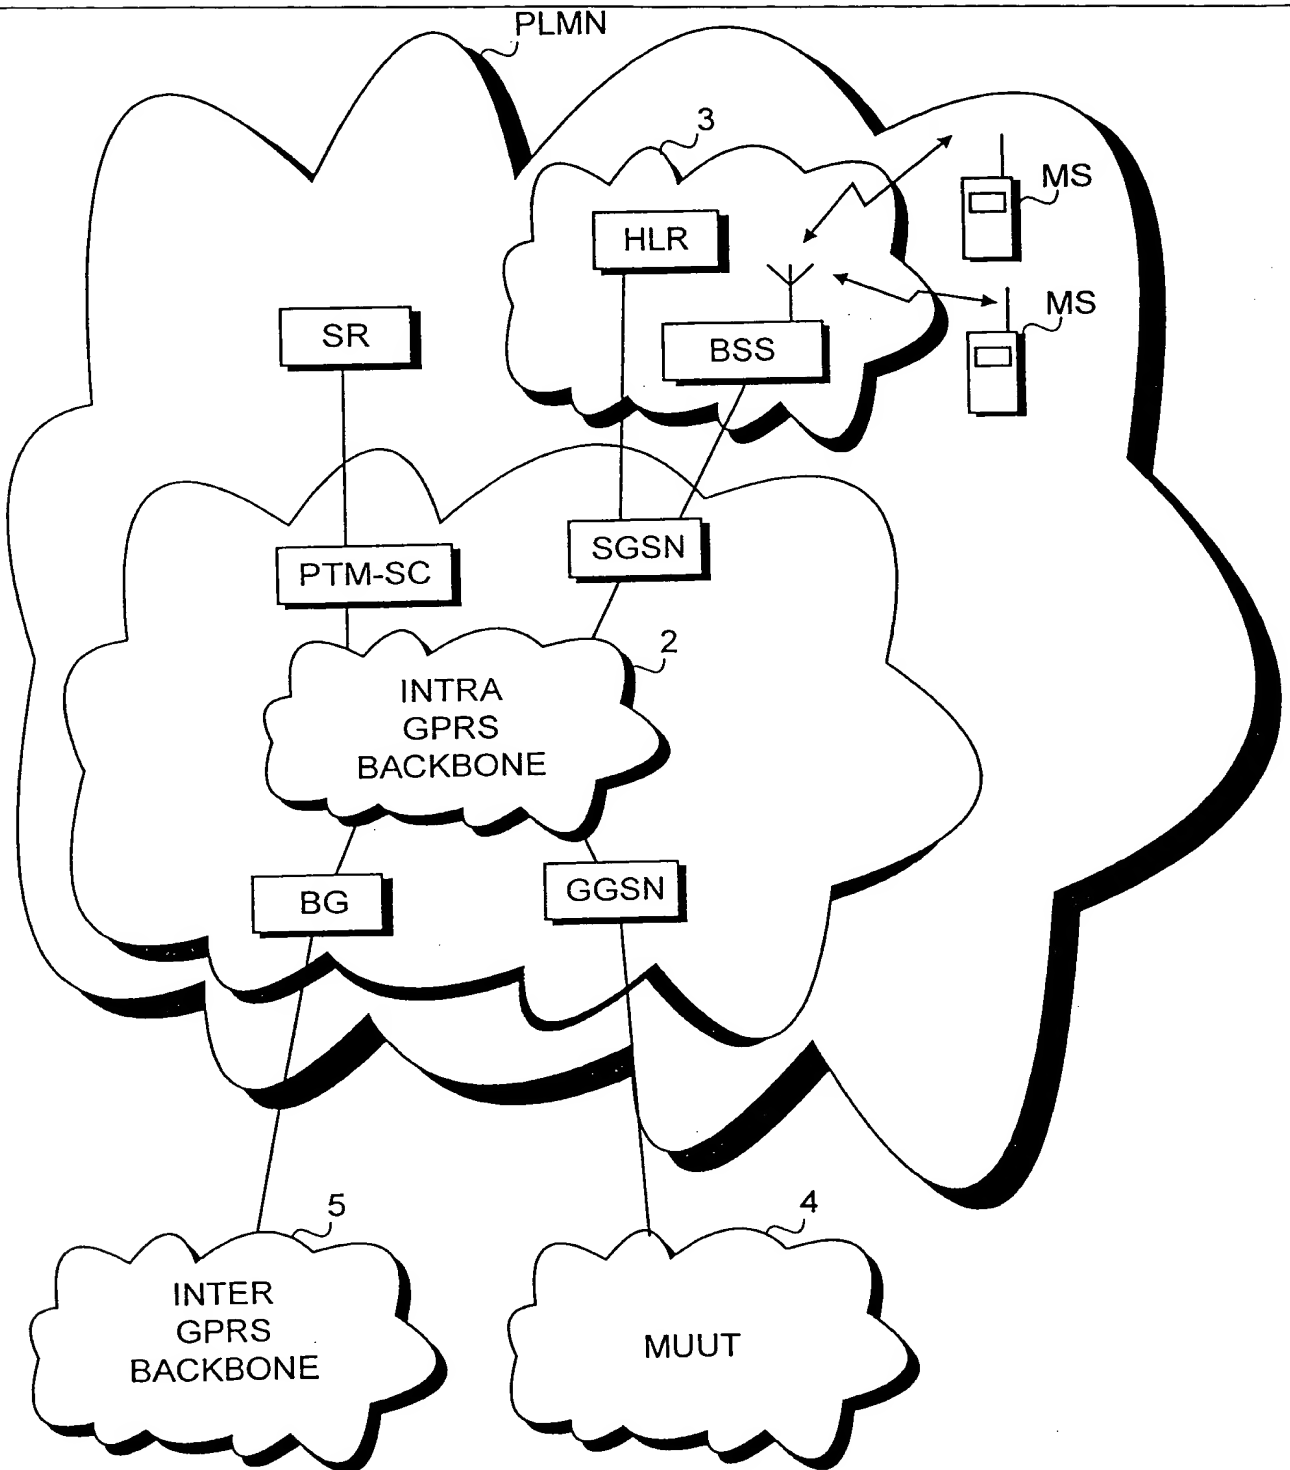 PLMN
3
MS
HLR
MS
SR
BSS
SGSN
PTM-SC
2
INTRA
GPRS
BACKBONE
BG
GGSN
5
4
INTER
GPRS
BACKBONE
MUUT